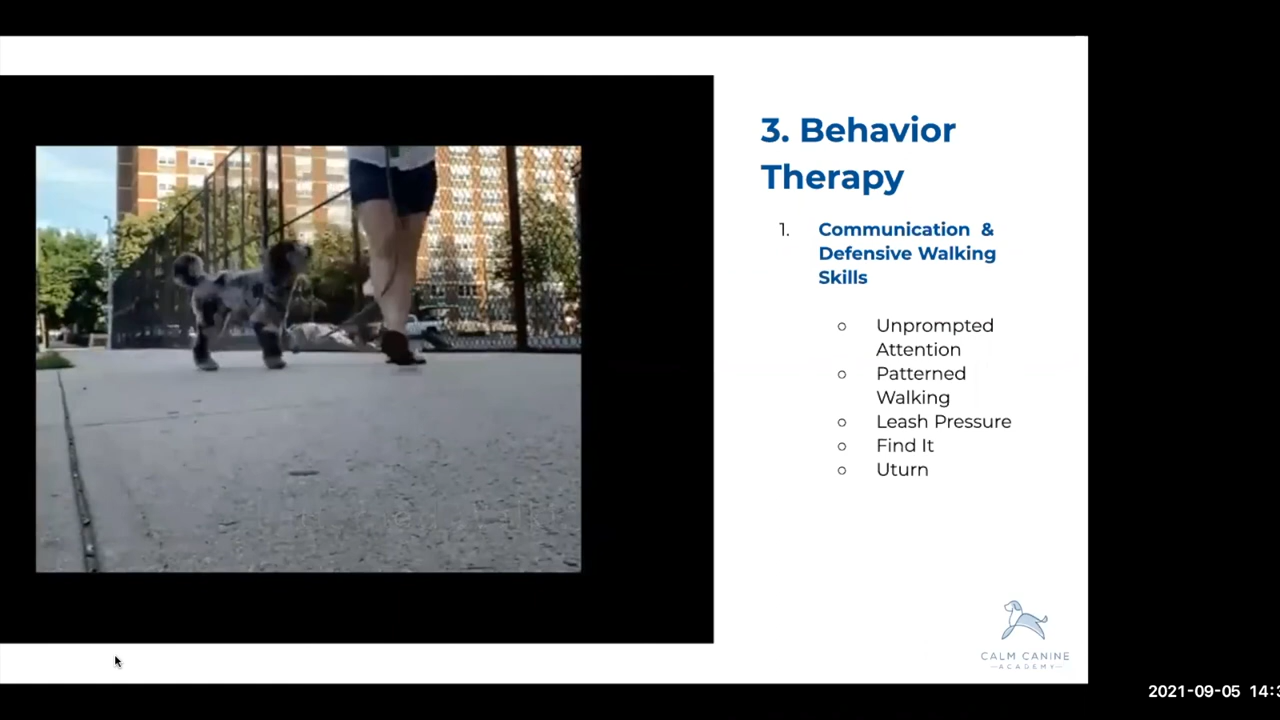 3. Behavior
Therapy
1. Communication &
Defensive Walking
Skills
○ Unprompted
Attention
○ Patterned
Walking
○ Leash Pressure
○ Find It
○ Uturn
CALM CANINE
ACADEMY
2021-09-05 14:3